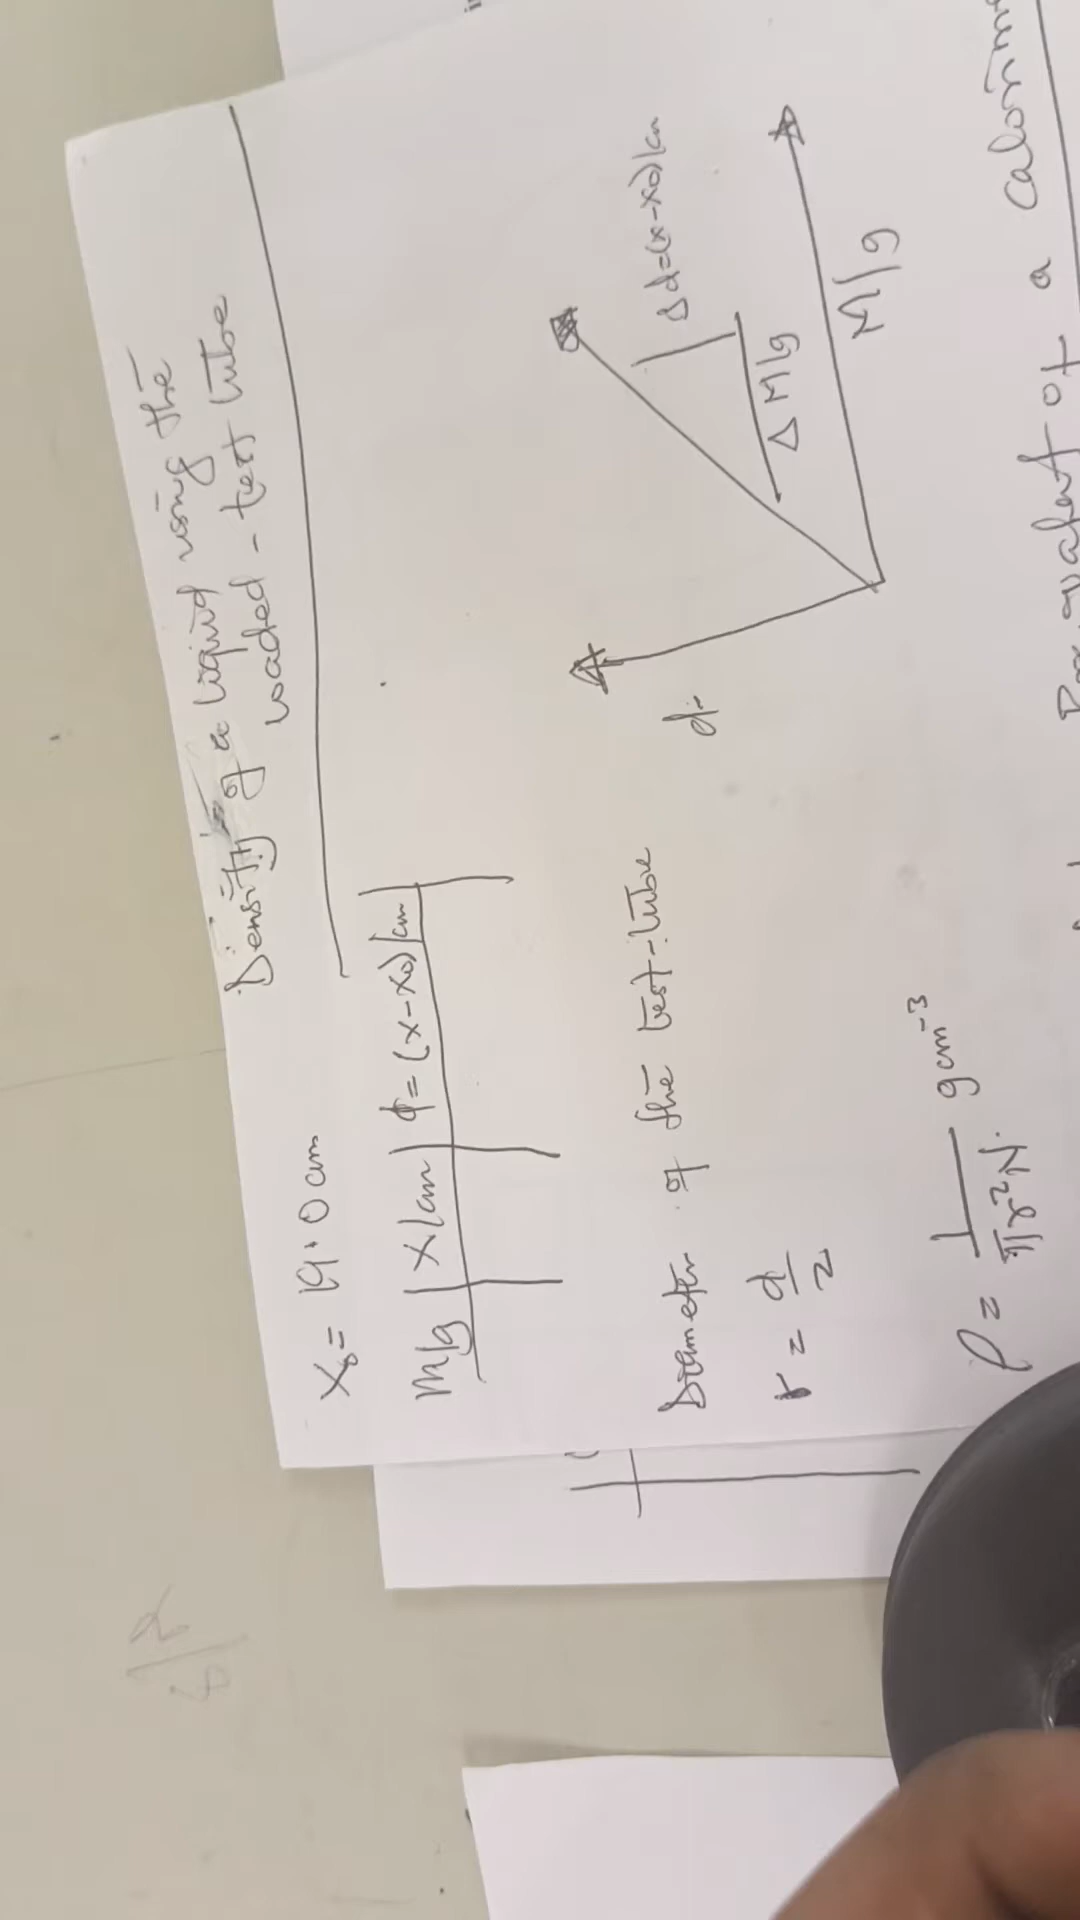 Density of a liquid using the
loaded - test tube
X₀ = 19.0 cm
M/g | X/cm | d = (x-x₀)/cm
Diameter of the test-tube
r = d/2
ρ = 1/πr²N gcm⁻³
d
Δd=(x-x₀)/cm
ΔM/g
M/g
of a